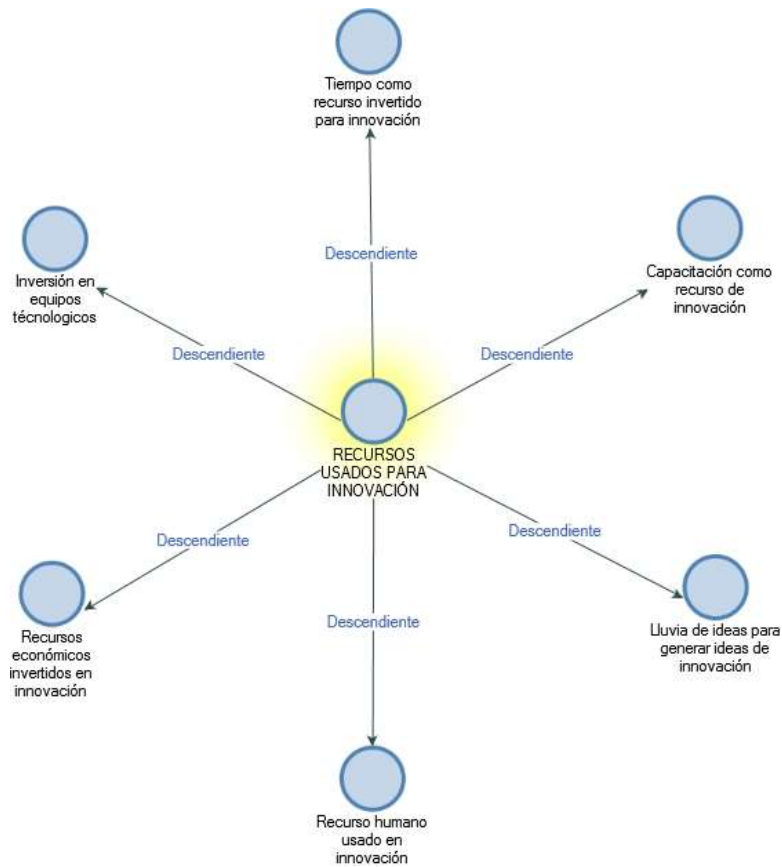 Tiempo como
recurso invertido
para innovación
Descendiente
Inversión en
equipos
técnologicos
Capacitación como
recurso de
innovación
Descendiente
Descendiente
RECURSOS
USADOS PARA
INNOVACIÓN
Descendiente
Descendiente
Recursos
económicos
invertidos en
innovación
Lluvia de ideas para
generar ideas de
innovación
Descendiente
Recurso humano
usado en
innovación